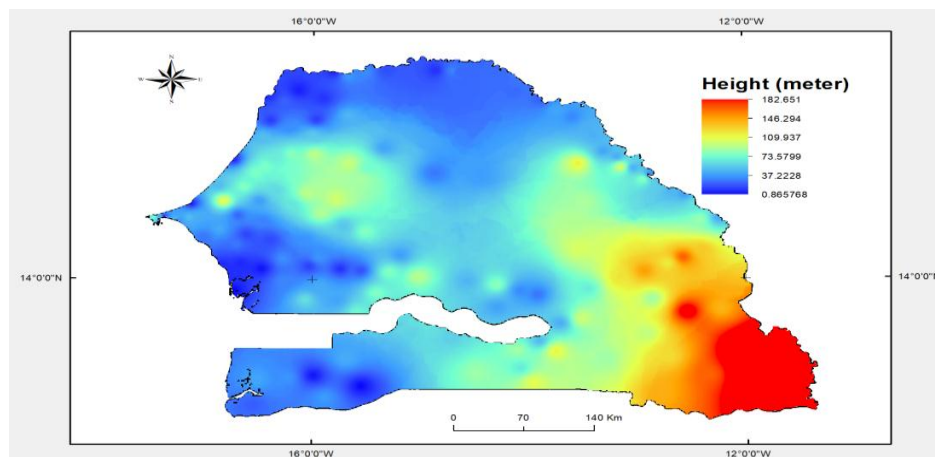 16°0'0"W 12°0'0"W
N
W E
S
Height (meter)
182.651
146.294
109.937
73.5799
37.2228
0.865768
14°0'0"N 14°0'0"N
0 70 140 Km
16°0'0"W 12°0'0"W